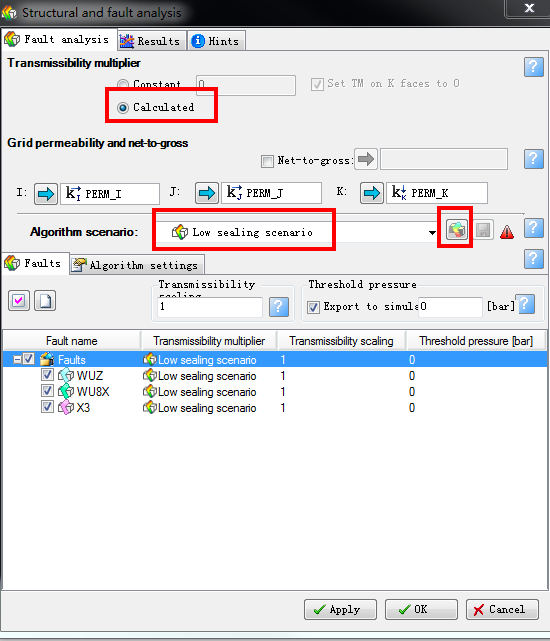 Structural and fault analysis
Fault analysis Results Hints
Transmissibility multiplier
Constant 0 Set TM on K faces to 0
Calculated
Grid permeability and net-to-gross
Net-to-gross:
I: PERM_I J: PERM_J K: PERM_K
Algorithm scenario: Low sealing scenario
Faults Algorithm settings
Transmissibility scaling Threshold pressure
1 Export to simula 0 [bar]
Fault name Transmissibility multiplier Transmissibility scaling Threshold pressure [bar]
Faults Low sealing scenario 1 0
WUZ Low sealing scenario 1 0
WU8X Low sealing scenario 1 0
X3 Low sealing scenario 1 0
Apply OK Cancel